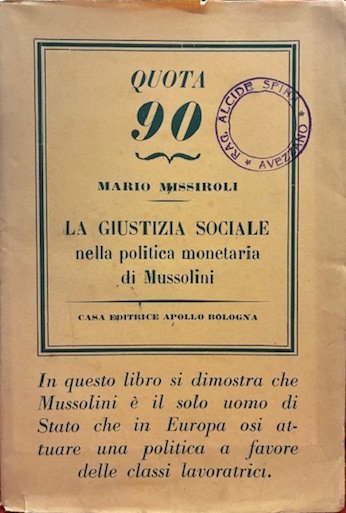 QUOTA
90
MARIO MISSIROLI
LA GIUSTIZIA SOCIALE
nella politica monetaria
di Mussolini
CASA EDITRICE APOLLO BOLOGNA
In questo libro si dimostra che
Mussolini è il solo uomo di
Stato che in Europa osi at-
tuare una politica a favore
delle classi lavoratrici.
★ RAG. ALCIDE SPINA ★ AVEZZANO